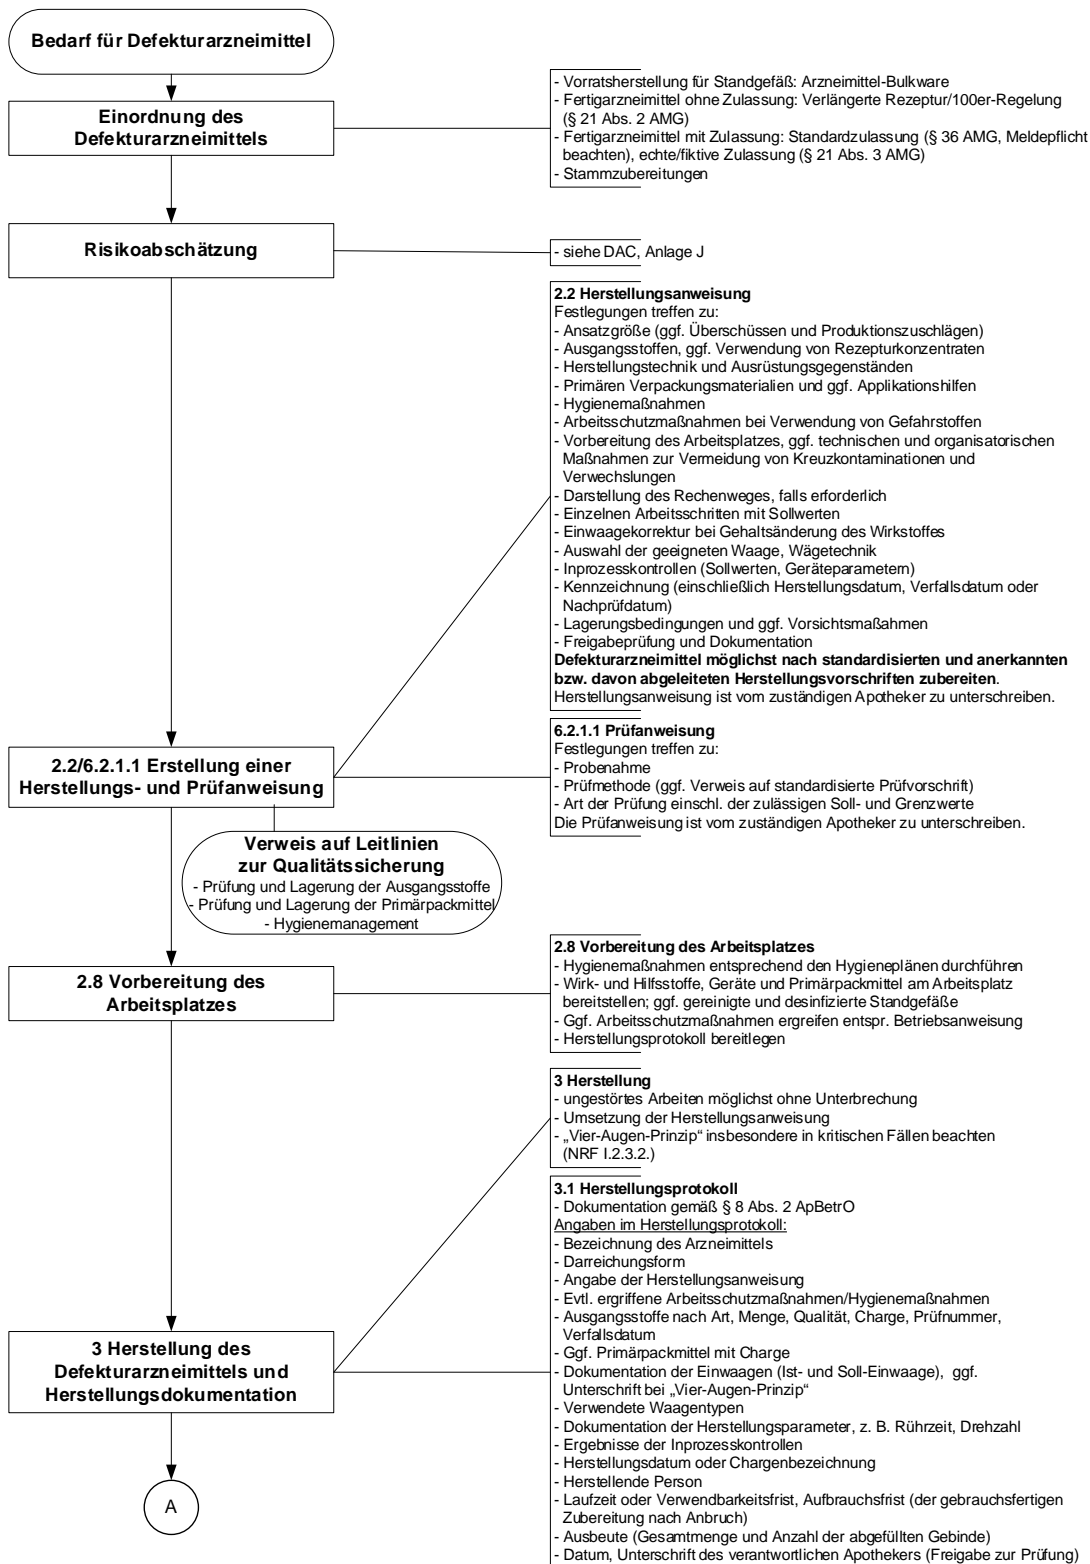 Bedarf für Defekturarzneimittel
Einordnung des
Defekturarzneimittels
- Vorratsherstellung für Standgefäß: Arzneimittel-Bulkware
- Fertigarzneimittel ohne Zulassung: Verlängerte Rezeptur/100er-Regelung
(§ 21 Abs. 2 AMG)
- Fertigarzneimittel mit Zulassung: Standardzulassung (§ 36 AMG, Meldepflicht
beachten), echte/fiktive Zulassung (§ 21 Abs. 3 AMG)
- Stammzubereitungen
Risikoabschätzung
- siehe DAC, Anlage J
2.2 Herstellungsanweisung
Festlegungen treffen zu:
- Ansatzgröße (ggf. Überschüssen und Produktionszuschlägen)
- Ausgangsstoffen, ggf. Verwendung von Rezepturkonzentraten
- Herstellungstechnik und Ausrüstungsgegenständen
- Primären Verpackungsmaterialien und ggf. Applikationshilfen
- Hygienemaßnahmen
- Arbeitsschutzmaßnahmen bei Verwendung von Gefahrstoffen
- Vorbereitung des Arbeitsplatzes, ggf. technischen und organisatorischen
Maßnahmen zur Vermeidung von Kreuzkontaminationen und
Verwechslungen
- Darstellung des Rechenweges, falls erforderlich
- Einzelnen Arbeitsschritten mit Sollwerten
- Einwaagekorrektur bei Gehaltsänderung des Wirkstoffes
- Auswahl der geeigneten Waage, Wägetechnik
- Inprozesskontrollen (Sollwerten, Geräteparametern)
- Kennzeichnung (einschließlich Herstellungsdatum, Verfallsdatum oder
Nachprüfdatum)
- Lagerungsbedingungen und ggf. Vorsichtsmaßahmen
- Freigabeprüfung und Dokumentation
Defekturarzneimittel möglichst nach standardisierten und anerkannten
bzw. davon abgeleiteten Herstellungsvorschriften zubereiten.
Herstellungsanweisung ist vom zuständigen Apotheker zu unterschreiben.
2.2/6.2.1.1 Erstellung einer
Herstellungs- und Prüfanweisung
6.2.1.1 Prüfanweisung
Festlegungen treffen zu:
- Probenahme
- Prüfmethode (ggf. Verweis auf standardisierte Prüfvorschrift)
- Art der Prüfung einschl. der zulässigen Soll- und Grenzwerte
Die Prüfanweisung ist vom zuständigen Apotheker zu unterschreiben.
Verweis auf Leitlinien
zur Qualitätssicherung
- Prüfung und Lagerung der Ausgangsstoffe
- Prüfung und Lagerung der Primärpackmittel
- Hygienemanagement
2.8 Vorbereitung des
Arbeitsplatzes
2.8 Vorbereitung des Arbeitsplatzes
- Hygienemaßnahmen entsprechend den Hygieneplänen durchführen
- Wirk- und Hilfsstoffe, Geräte und Primärpackmittel am Arbeitsplatz
bereitstellen; ggf. gereinigte und desinfizierte Standgefäße
- Ggf. Arbeitsschutzmaßnahmen ergreifen entspr. Betriebsanweisung
- Herstellungsprotokoll bereitlegen
3 Herstellung
- ungestörtes Arbeiten möglichst ohne Unterbrechung
- Umsetzung der Herstellungsanweisung
- „Vier-Augen-Prinzip“ insbesondere in kritischen Fällen beachten
(NRF I.2.3.2.)
3 Herstellung des
Defekturarzneimittels und
Herstellungsdokumentation
3.1 Herstellungsprotokoll
- Dokumentation gemäß § 8 Abs. 2 ApBetrO
Angaben im Herstellungsprotokoll:
- Bezeichnung des Arzneimittels
- Darreichungsform
- Angabe der Herstellungsanweisung
- Evtl. ergriffene Arbeitsschutzmaßnahmen/Hygienemaßnahmen
- Ausgangsstoffe nach Art, Menge, Qualität, Charge, Prüfnummer,
Verfallsdatum
- Ggf. Primärpackmittel mit Charge
- Dokumentation der Einwaagen (Ist- und Soll-Einwaage), ggf.
Unterschrift bei „Vier-Augen-Prinzip“
- Verwendete Waagentypen
- Dokumentation der Herstellungsparameter, z. B. Rührzeit, Drehzahl
- Ergebnisse der Inprozesskontrollen
- Herstellungsdatum oder Chargenbezeichnung
- Herstellende Person
- Laufzeit oder Verwendbarkeitsfrist, Aufbrauchsfrist (der gebrauchsfertigen
Zubereitung nach Anbruch)
- Ausbeute (Gesamtmenge und Anzahl der abgefüllten Gebinde)
- Datum, Unterschrift des verantwortlichen Apothekers (Freigabe zur Prüfung)
A